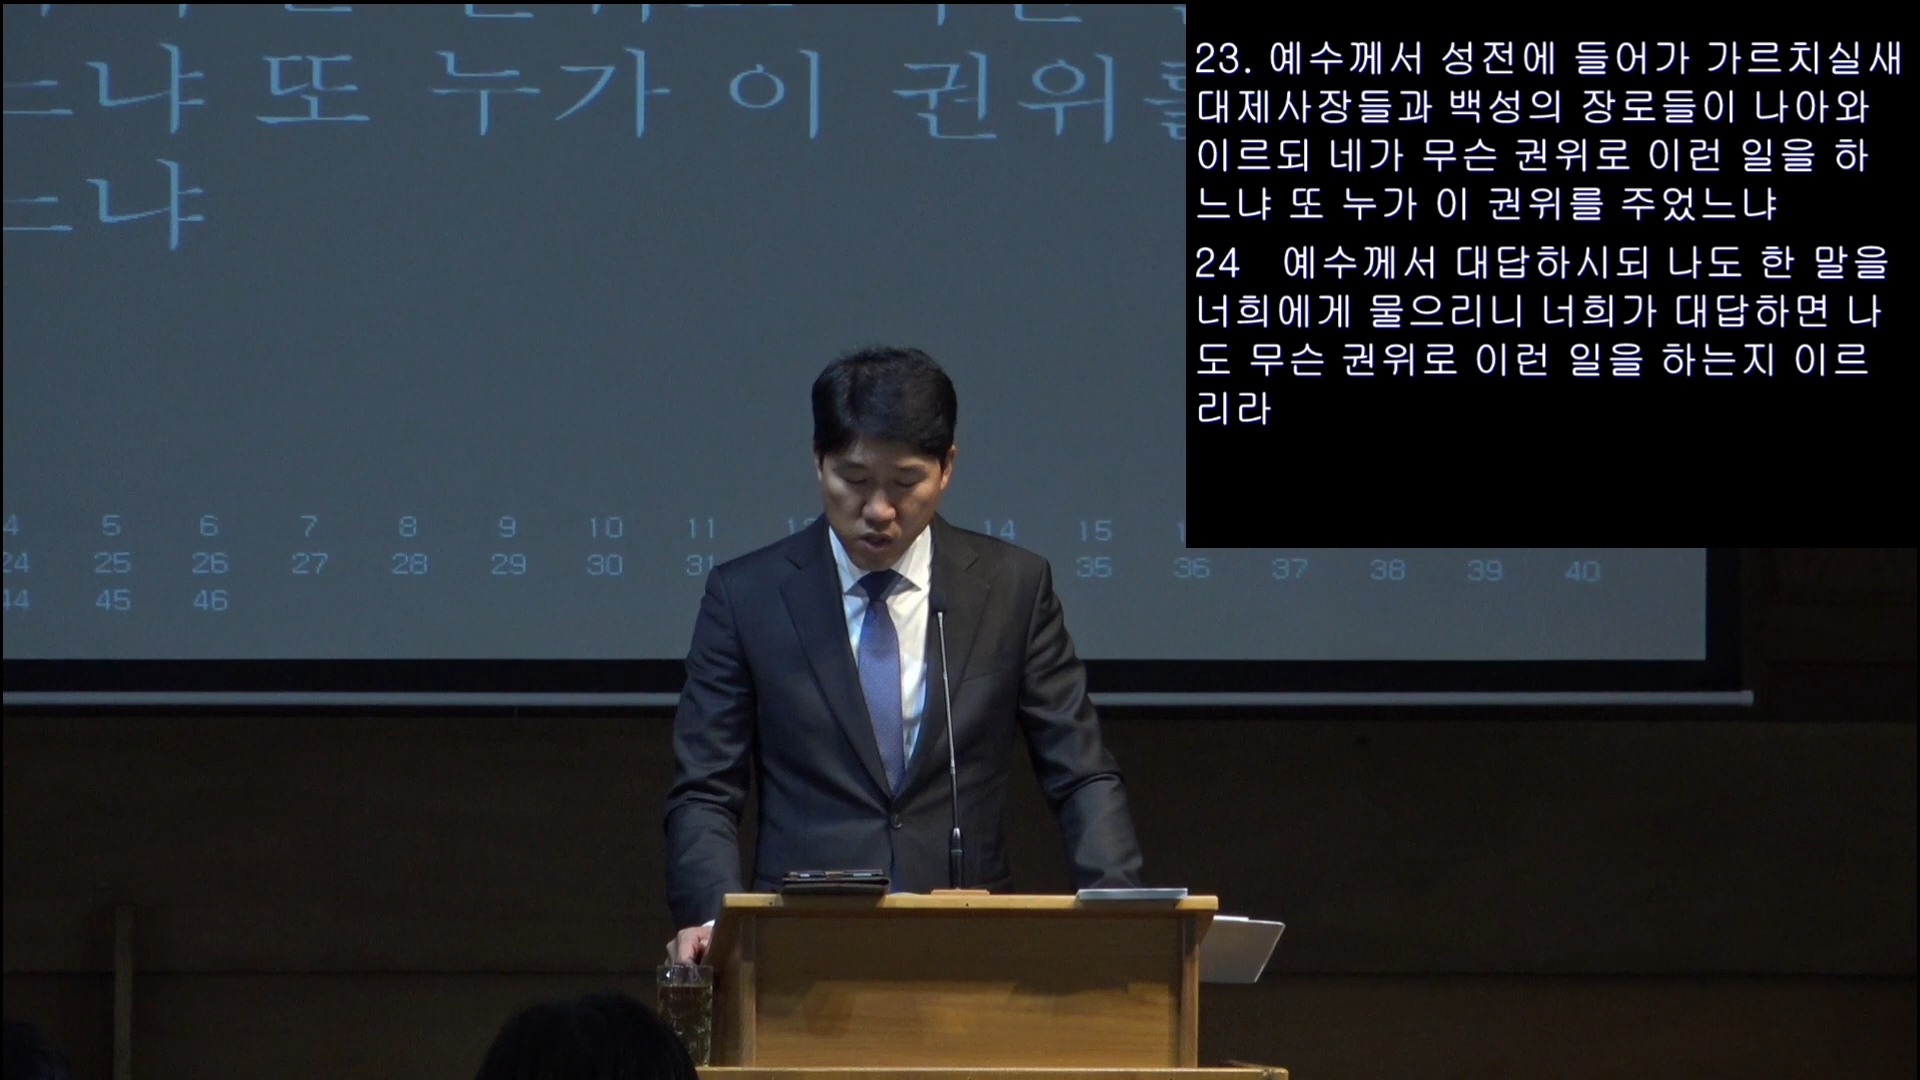 느냐 또 누가 이 권위를
느냐
4 5 6 7 8 9 10 11 12 14 15
24 25 26 27 28 29 30 31 35 36 37 38 39 40
44 45 46
23. 예수께서 성전에 들어가 가르치실새
대제사장들과 백성의 장로들이 나아와
이르되 네가 무슨 권위로 이런 일을 하
느냐 또 누가 이 권위를 주었느냐
24 예수께서 대답하시되 나도 한 말을
너희에게 물으리니 너희가 대답하면 나
도 무슨 권위로 이런 일을 하는지 이르
리라